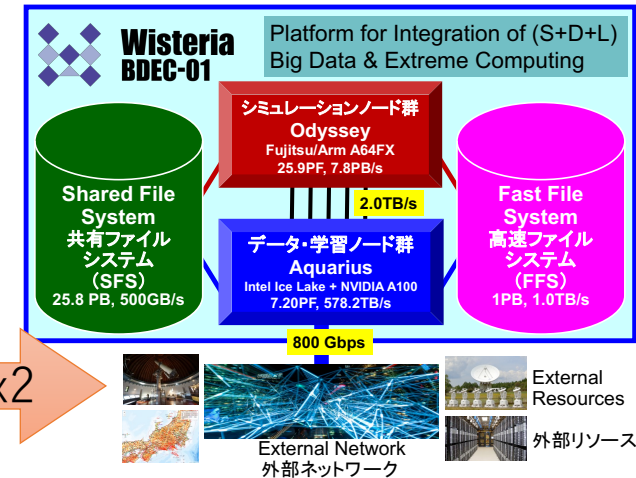 Wisteria
BDEC-01
Platform for Integration of (S+D+L)
Big Data & Extreme Computing
シミュレーションノード群
Odyssey
Fujitsu/Arm A64FX
25.9PF, 7.8PB/s
2.0TB/s
Shared File
System
共有ファイル
システム
（SFS）
25.8 PB, 500GB/s
データ・学習ノード群
Aquarius
Intel Ice Lake + NVIDIA A100
7.20PF, 578.2TB/s
Fast File
System
高速ファイル
システム
（FFS）
1PB, 1.0TB/s
800 Gbps
x2
External
Resources
外部リソース
External Network
外部ネットワーク